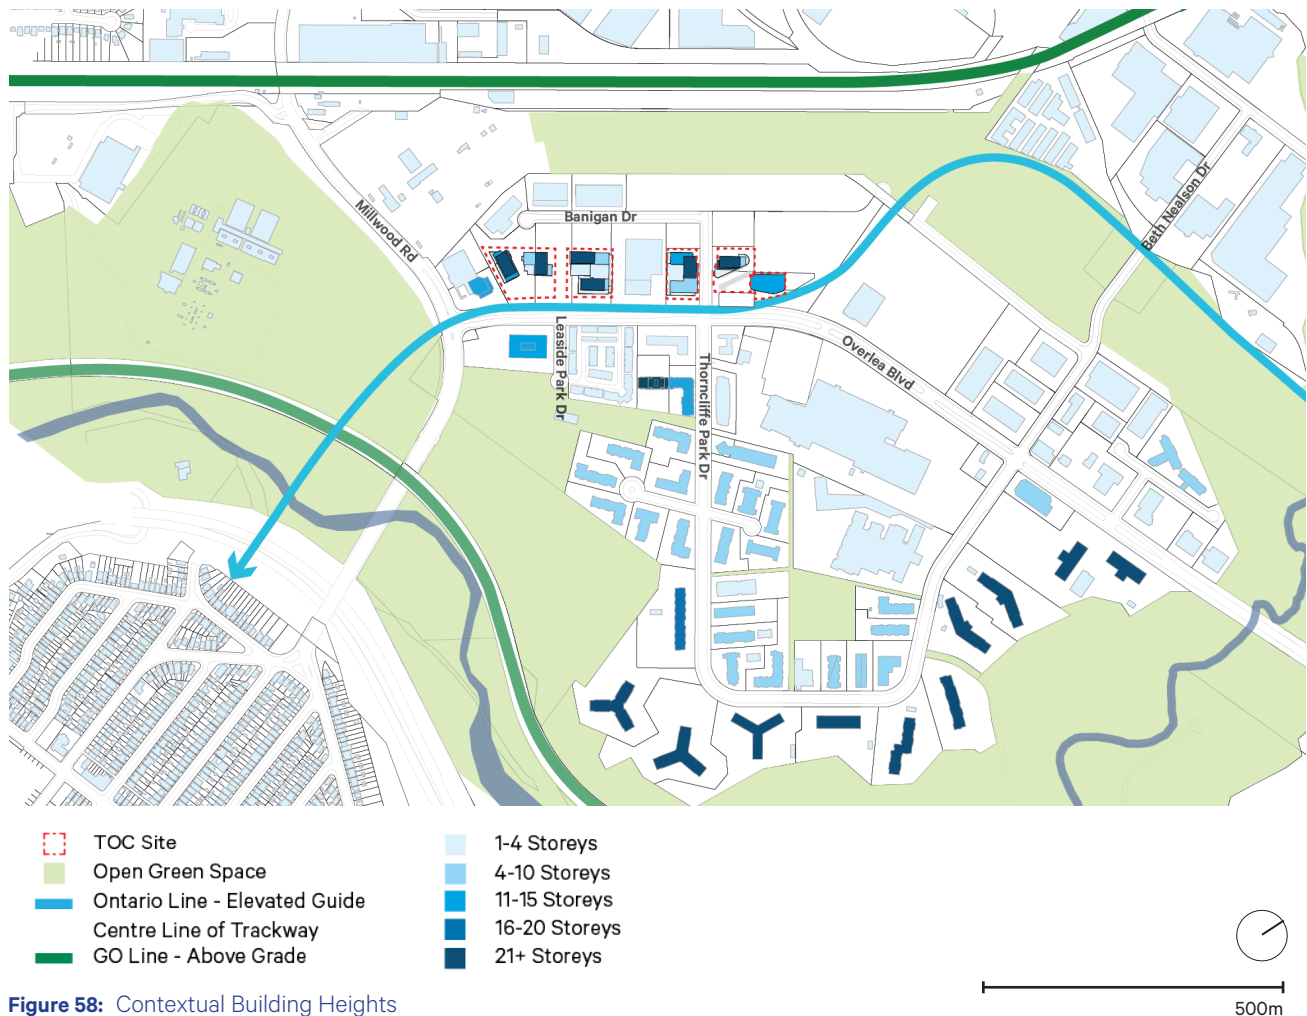 Millwood Rd
Banigan Dr
Beth Nealson Dr
Leaside Park Dr
Thorncliffe Park Dr
Overlea Blvd
TOC Site
Open Green Space
Ontario Line - Elevated Guide
Centre Line of Trackway
GO Line - Above Grade
1-4 Storeys
4-10 Storeys
11-15 Storeys
16-20 Storeys
21+ Storeys
500m
Figure 58: Contextual Building Heights